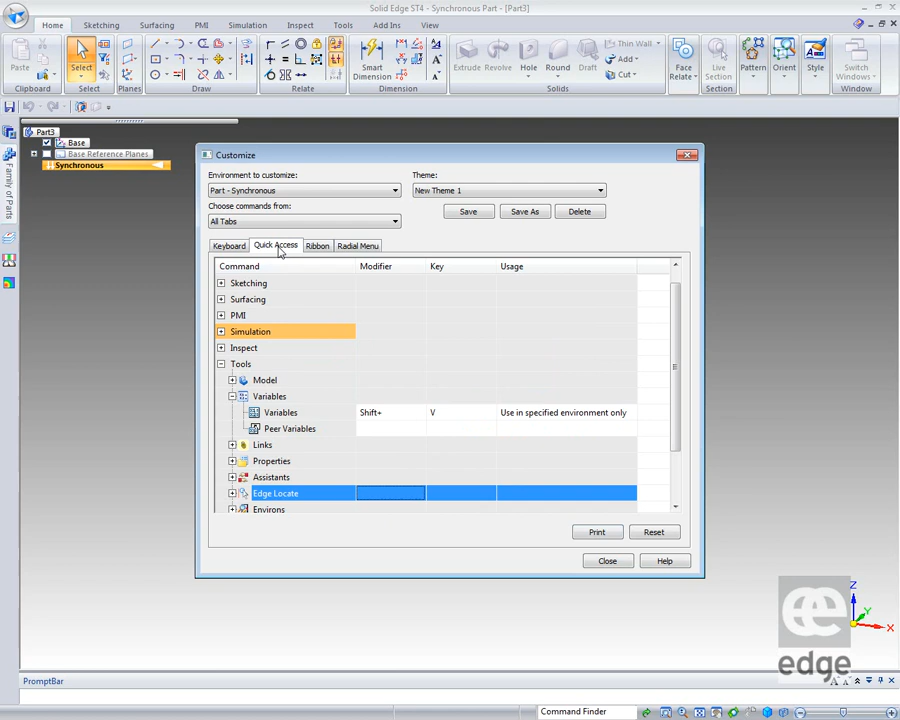 Solid Edge ST4 - Synchronous Part - [Part3]
Home Sketching Surfacing PMI Simulation Inspect Tools Add Ins View
Paste
Select
Smart Dimension
Extrude Revolve Hole Round Draft
Thin Wall
Add
Cut
Face Relate
Live Section
Pattern
Orient
Style
Switch Windows
Clipboard Select Planes Draw Relate Dimension Solids Section Window
Part3
Base
Base Reference Planes
Synchronous
Family of Parts
Customize
Environment to customize: Theme:
Part - Synchronous New Theme 1
Choose commands from: Save Save As Delete
All Tabs
Keyboard Quick Access Ribbon Radial Menu
Command Modifier Key Usage
Sketching
Surfacing
PMI
Simulation
Inspect
Tools
Model
Variables
Variables Shift+ V Use in specified environment only
Peer Variables
Links
Properties
Assistants
Edge Locate
Environs
Print Reset
Close Help
Z
Y
X
ee
edge
PromptBar
Command Finder